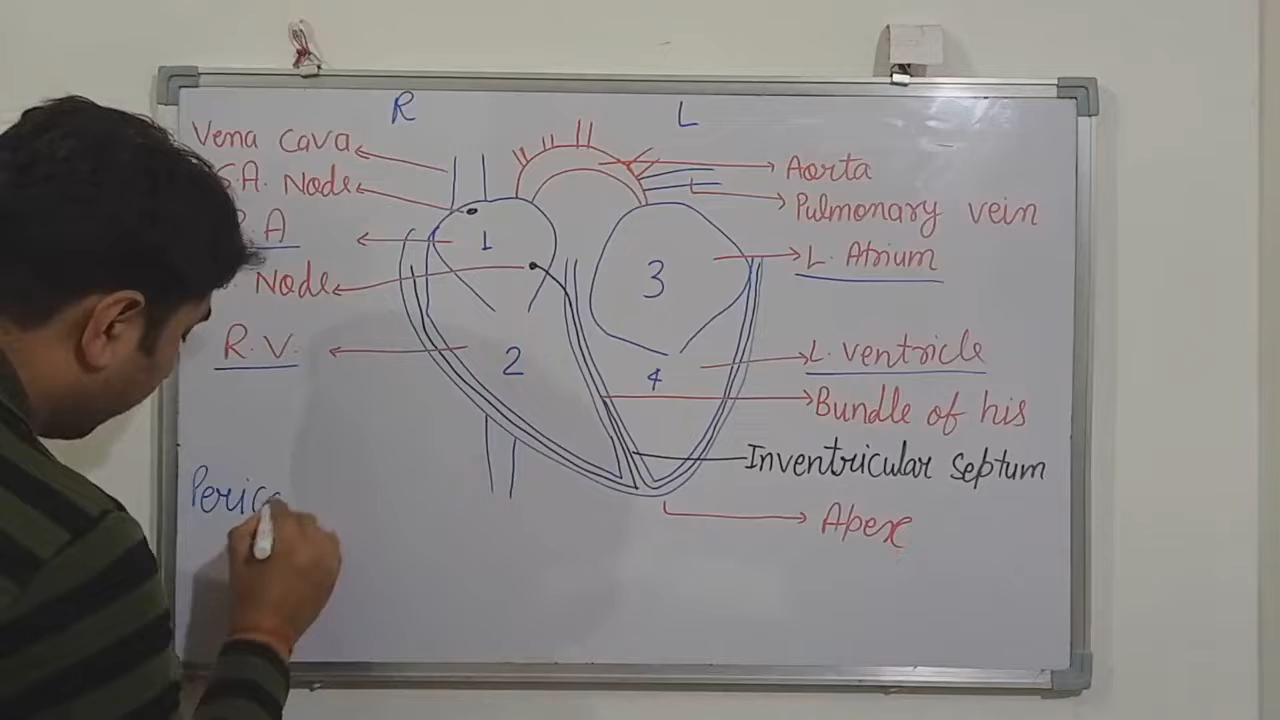 R L
Vena Cava
S.A. Node
.A
Node
R.V.
Peric
1
2
3
4
Aorta
Pulmonary vein
L. Atrium
L. ventricle
Bundle of his
Inventricular Septum
Apex